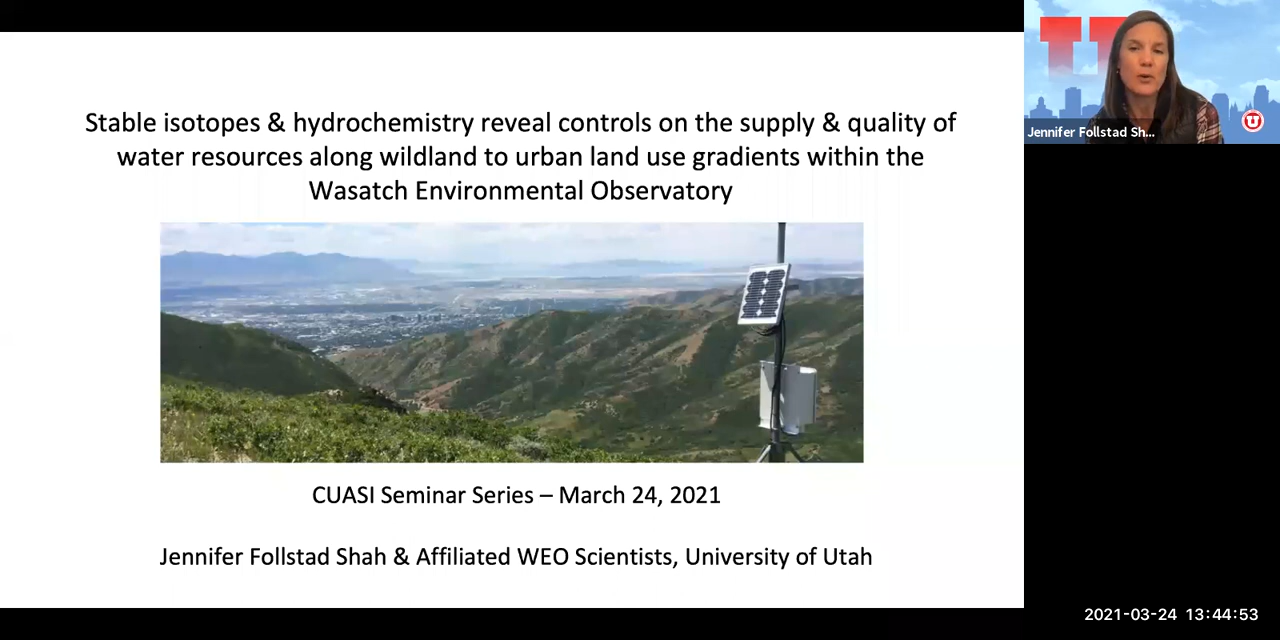 Stable isotopes & hydrochemistry reveal controls on the supply & quality of
water resources along wildland to urban land use gradients within the
Wasatch Environmental Observatory
CUASI Seminar Series – March 24, 2021
Jennifer Follstad Shah & Affiliated WEO Scientists, University of Utah
Jennifer Follstad Sh...
U
2021-03-24 13:44:53